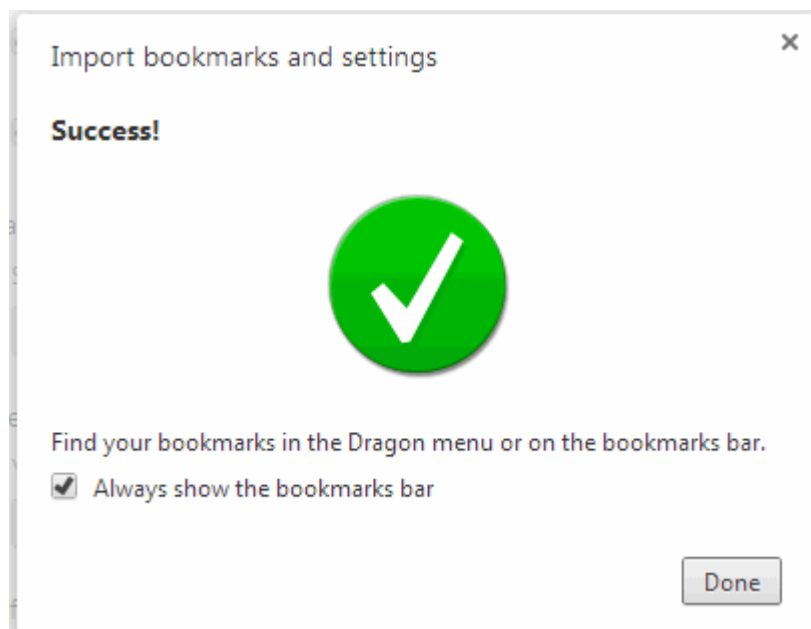 Import bookmarks and settings
Success!
Find your bookmarks in the Dragon menu or on the bookmarks bar.
Always show the bookmarks bar
Done